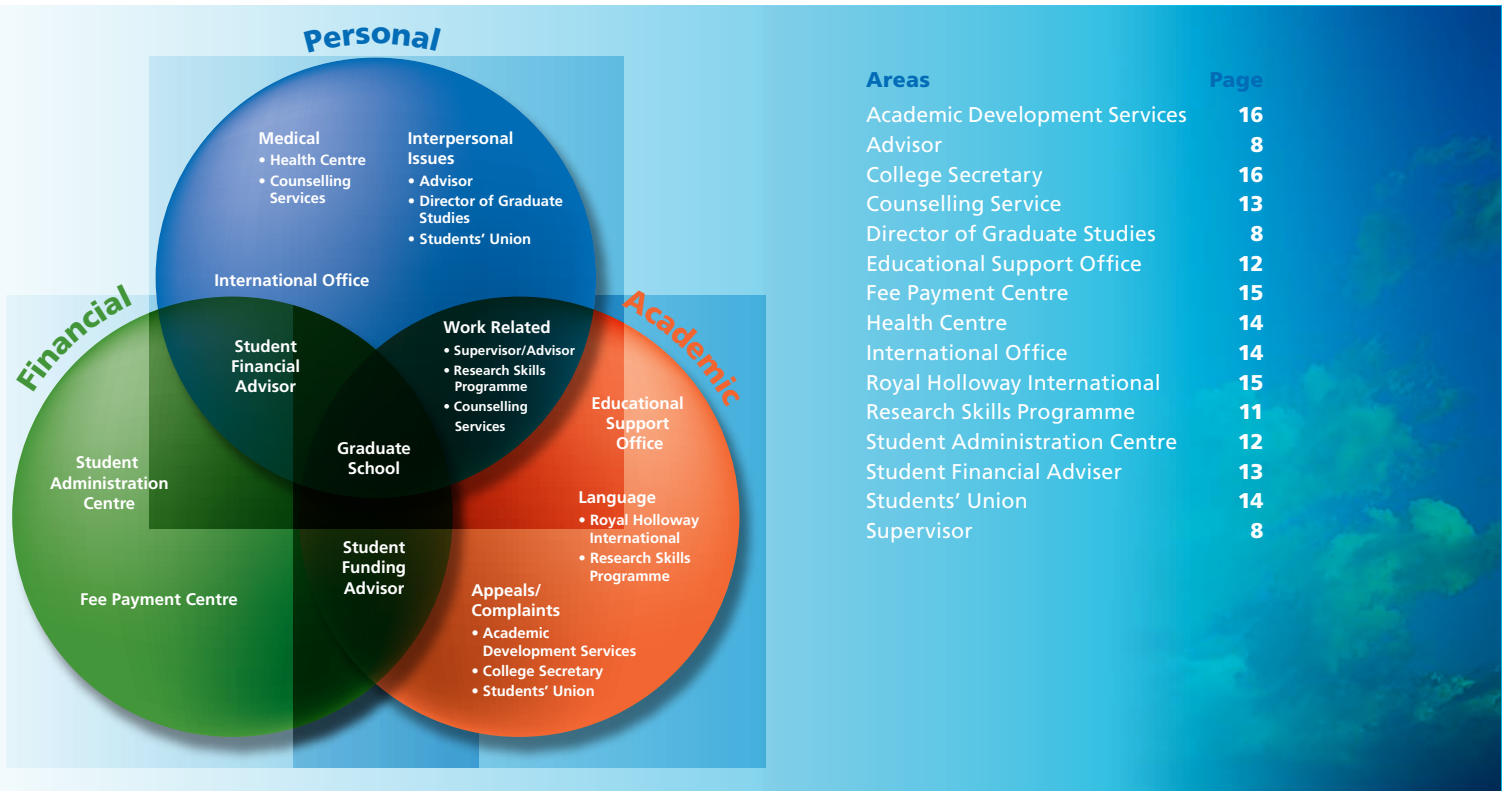 Personal
Medical
• Health Centre
• Counselling
Services
Interpersonal
Issues
• Advisor
• Director of Graduate
Studies
• Students’ Union
International Office
Financial
Student
Financial
Advisor
Work Related
• Supervisor/Advisor
• Research Skills
Programme
• Counselling
Services
Academic
Educational
Support
Office
Graduate
School
Student
Administration
Centre
Language
• Royal Holloway
International
• Research Skills
Programme
Student
Funding
Advisor
Fee Payment Centre
Appeals/
Complaints
• Academic
Development Services
• College Secretary
• Students’ Union
Areas Page
Academic Development Services 16
Advisor 8
College Secretary 16
Counselling Service 13
Director of Graduate Studies 8
Educational Support Office 12
Fee Payment Centre 15
Health Centre 14
International Office 14
Royal Holloway International 15
Research Skills Programme 11
Student Administration Centre 12
Student Financial Adviser 13
Students’ Union 14
Supervisor 8